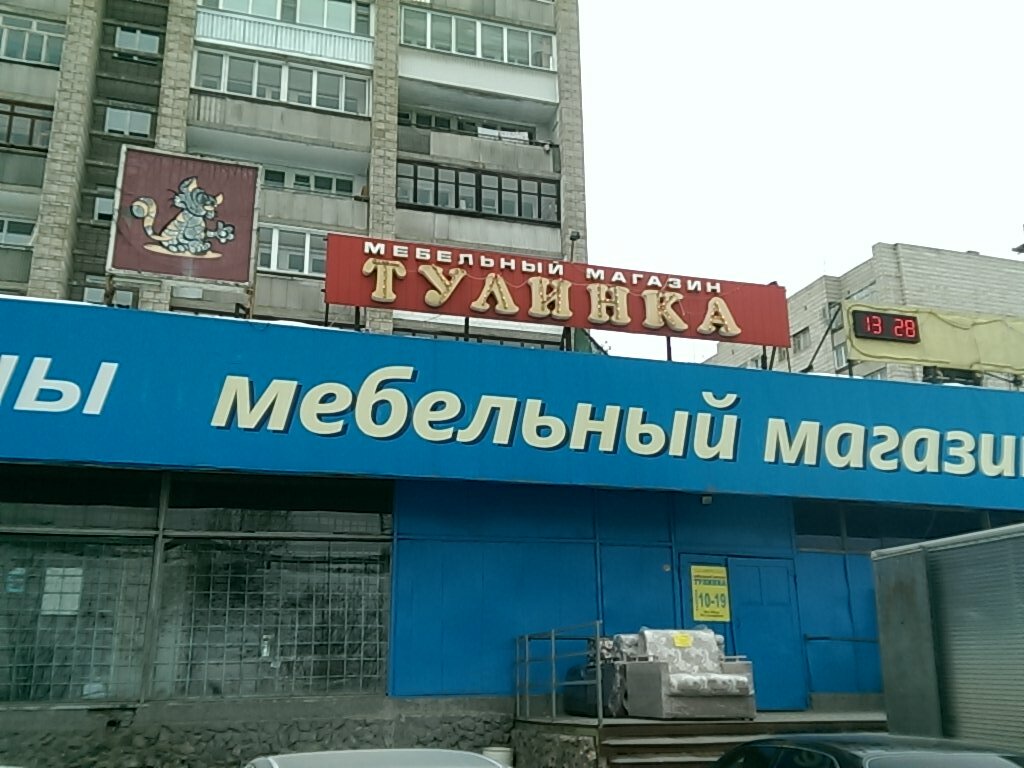 МЕБЕЛЬНЫЙ МАГАЗИН
ТУЛИНКА
13 28
мебельный магази
ТУЛИНКА
10-19